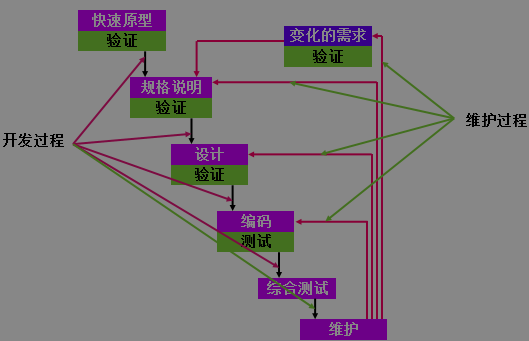 快速原型
验证
变化的需求
验证
规格说明
验证
维护过程
开发过程
设计
验证
编码
测试
综合测试
维护